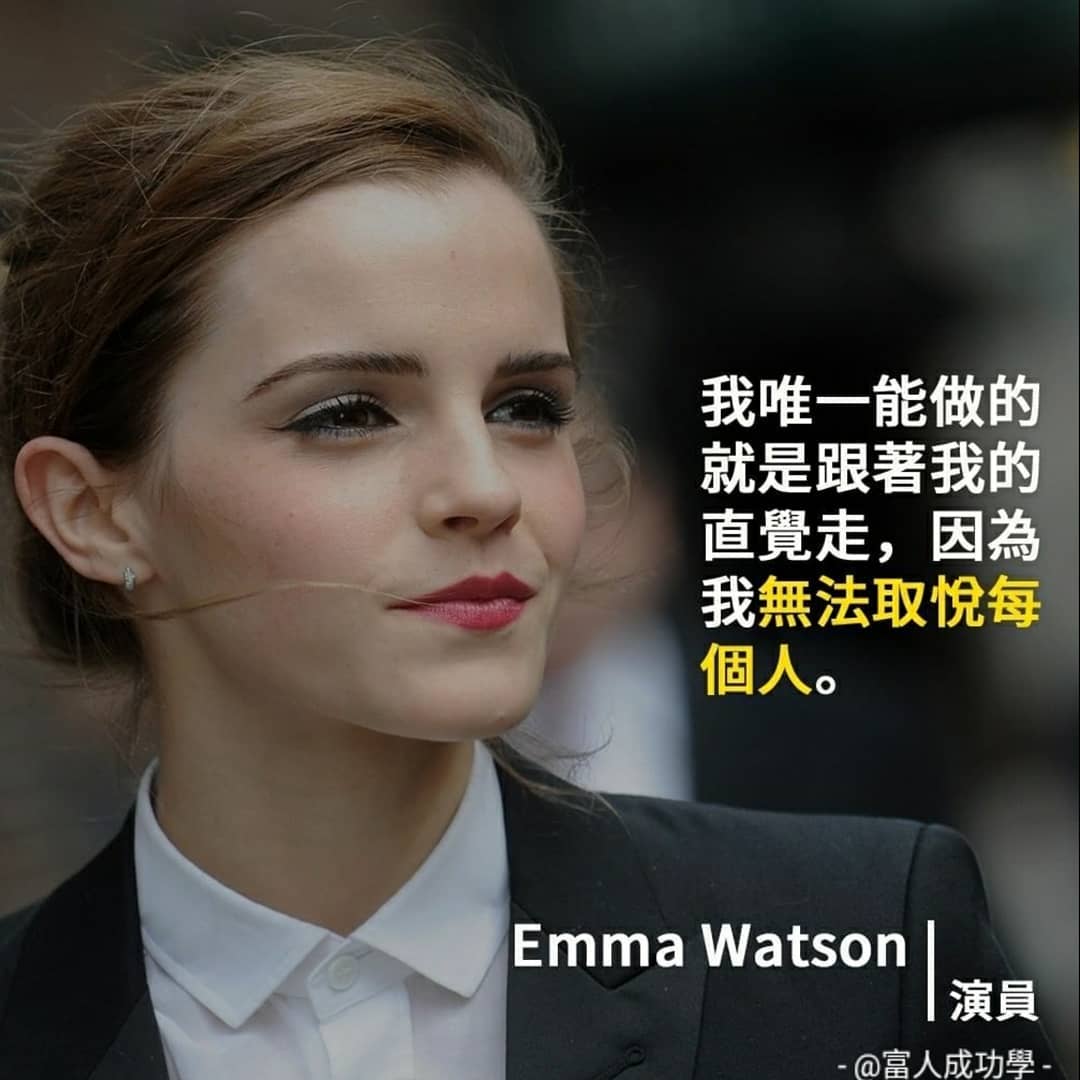 我唯一能做的
就是跟著我的
直覺走，因為
我無法取悅每
個人。
Emma Watson
演員
- @富人成功學 -